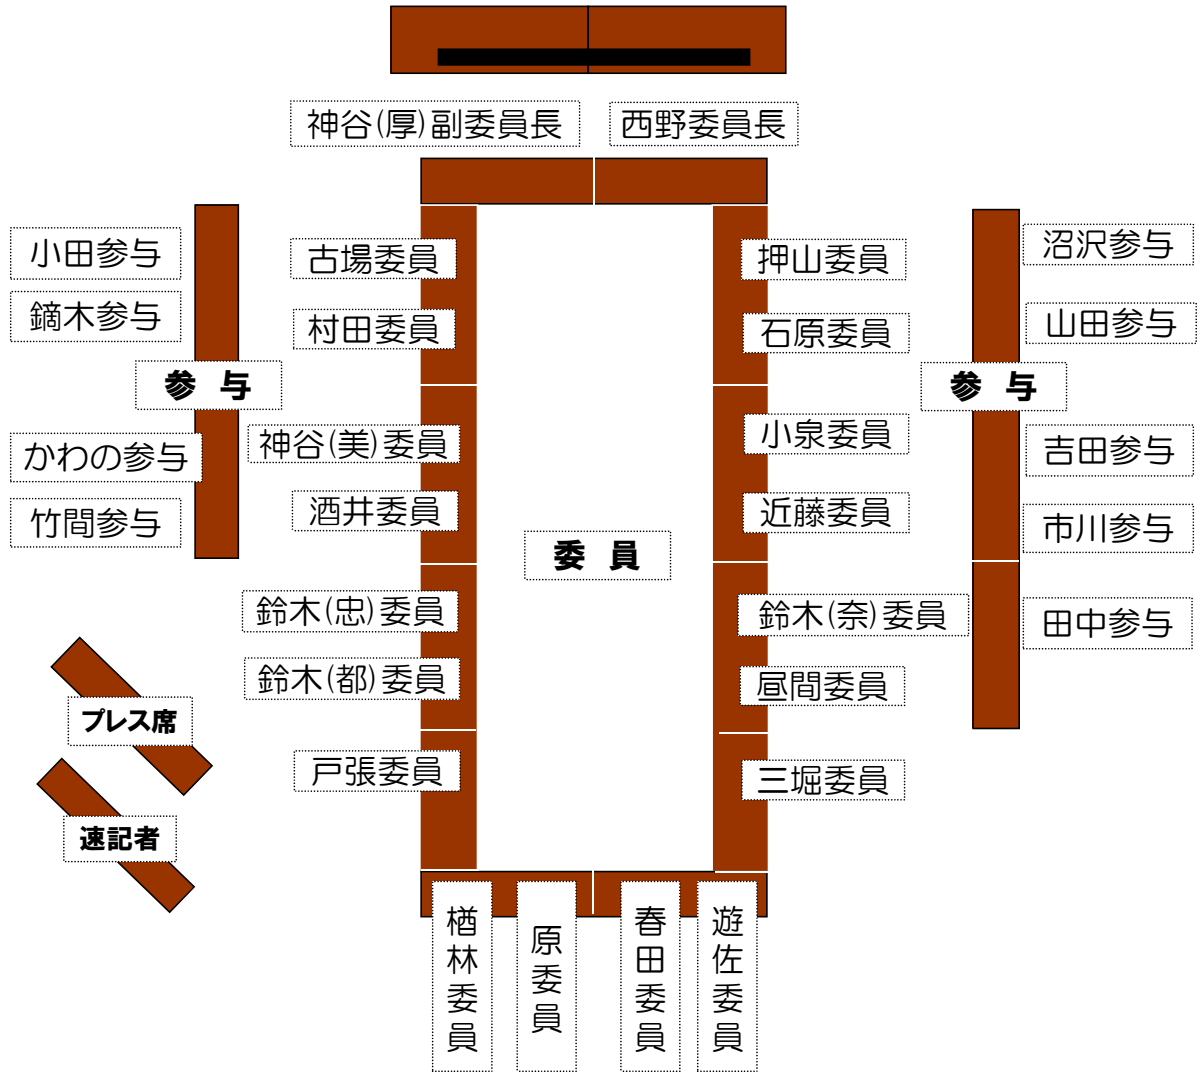 神谷(厚)副委員長
西野委員長
小田参与
鏑木参与
参 与
かわの参与
竹間参与
古場委員
村田委員
神谷(美)委員
酒井委員
鈴木(忠)委員
鈴木(都)委員
戸張委員
委 員
押山委員
石原委員
小泉委員
近藤委員
鈴木(奈)委員
昼間委員
三堀委員
沼沢参与
山田参与
参 与
吉田参与
市川参与
田中参与
プレス席
速記者
楢林委員
原委員
春田委員
遊佐委員